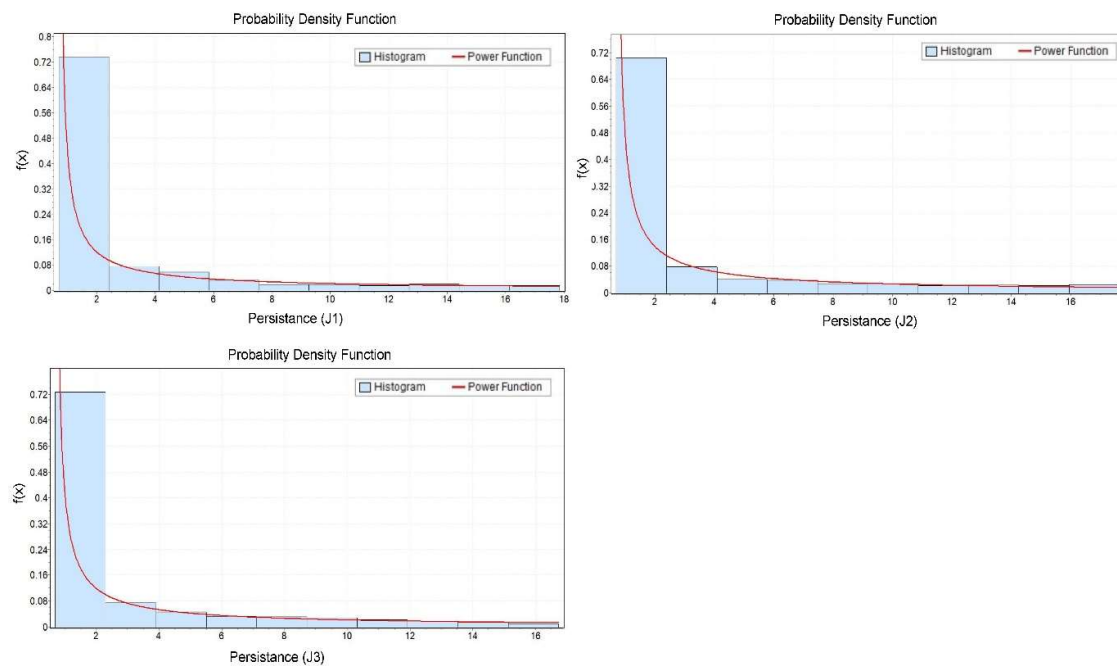 Probability Density Function
0.8
0.72
0.64
0.56
0.48
0.4
0.32
0.24
0.16
0.08
0
f(x)
Histogram Power Function
2 4 6 8 10 12 14 16 18
Persistance (J1)
Probability Density Function
0.72
0.64
0.56
0.48
0.4
0.32
0.24
0.16
0.08
0
f(x)
Histogram Power Function
2 4 6 8 10 12 14 16
Persistance (J2)
Probability Density Function
0.72
0.64
0.56
0.48
0.4
0.32
0.24
0.16
0.08
0
f(x)
Histogram Power Function
2 4 6 8 10 12 14 16
Persistance (J3)